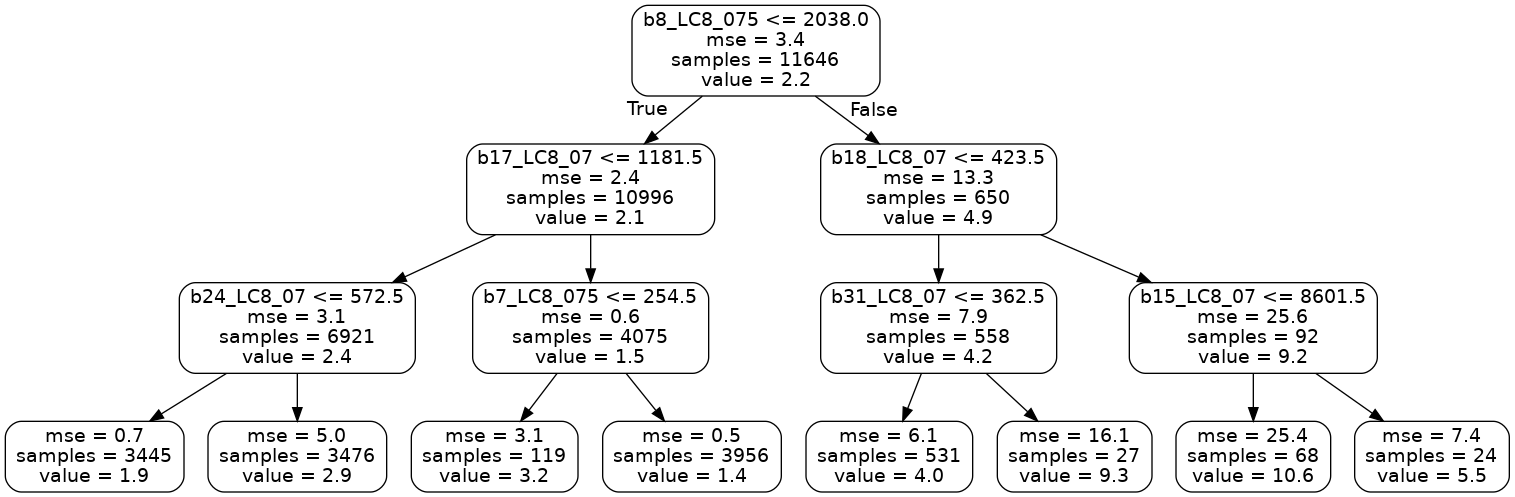 b8_LC8_075 <= 2038.0
mse = 3.4
samples = 11646
value = 2.2
True
False
b17_LC8_07 <= 1181.5
mse = 2.4
samples = 10996
value = 2.1
b18_LC8_07 <= 423.5
mse = 13.3
samples = 650
value = 4.9
b24_LC8_07 <= 572.5
mse = 3.1
samples = 6921
value = 2.4
b7_LC8_075 <= 254.5
mse = 0.6
samples = 4075
value = 1.5
b31_LC8_07 <= 362.5
mse = 7.9
samples = 558
value = 4.2
b15_LC8_07 <= 8601.5
mse = 25.6
samples = 92
value = 9.2
mse = 0.7
samples = 3445
value = 1.9
mse = 5.0
samples = 3476
value = 2.9
mse = 3.1
samples = 119
value = 3.2
mse = 0.5
samples = 3956
value = 1.4
mse = 6.1
samples = 531
value = 4.0
mse = 16.1
samples = 27
value = 9.3
mse = 25.4
samples = 68
value = 10.6
mse = 7.4
samples = 24
value = 5.5